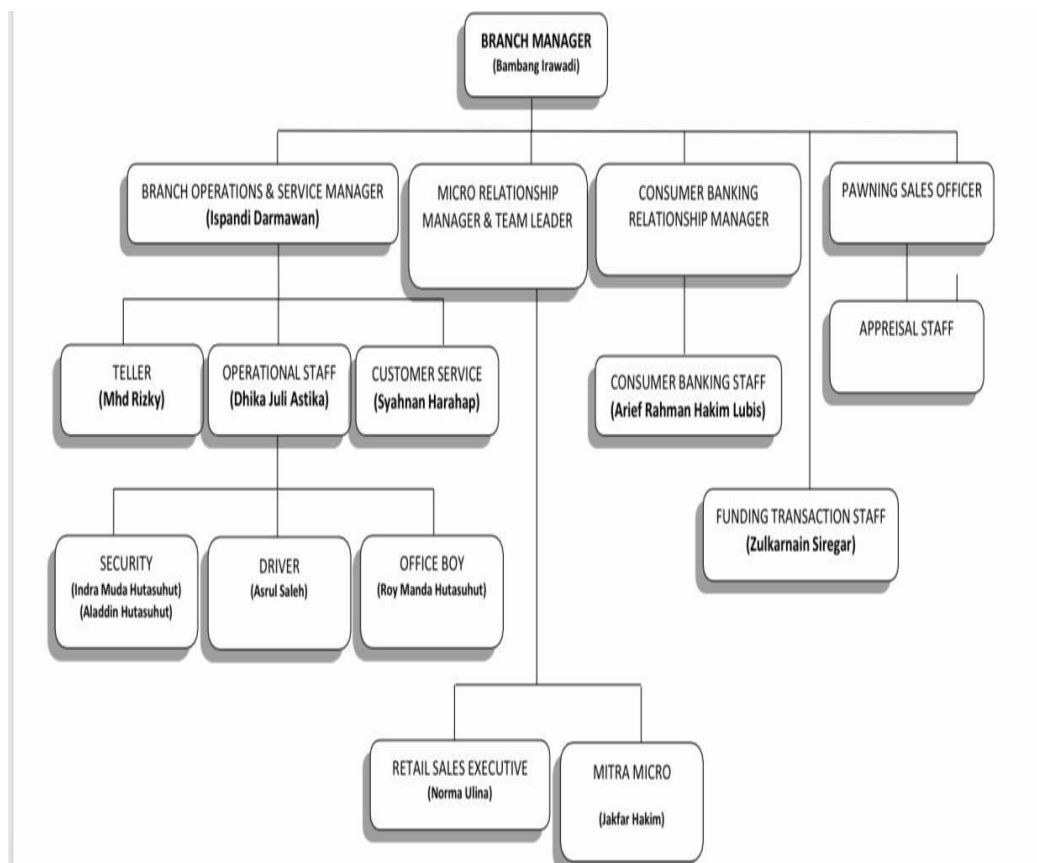 BRANCH MANAGER
(Bambang Irawadi)
BRANCH OPERATIONS & SERVICE MANAGER
(Ispandi Darmawan)
MICRO RELATIONSHIP
MANAGER & TEAM LEADER
CONSUMER BANKING
RELATIONSHIP MANAGER
PAWNING SALES OFFICER
APPREISAL STAFF
TELLER
(Mhd Rizky)
OPERATIONAL STAFF
(Dhika Juli Astika)
CUSTOMER SERVICE
(Syahnan Harahap)
CONSUMER BANKING STAFF
(Arief Rahman Hakim Lubis)
FUNDING TRANSACTION STAFF
(Zulkarnain Siregar)
SECURITY
(Indra Muda Hutasuhut)
(Aladdin Hutasuhut)
DRIVER
(Asrul Saleh)
OFFICE BOY
(Roy Manda Hutasuhut)
RETAIL SALES EXECUTIVE
(Norma Ulina)
MITRA MICRO
(Jakfar Hakim)